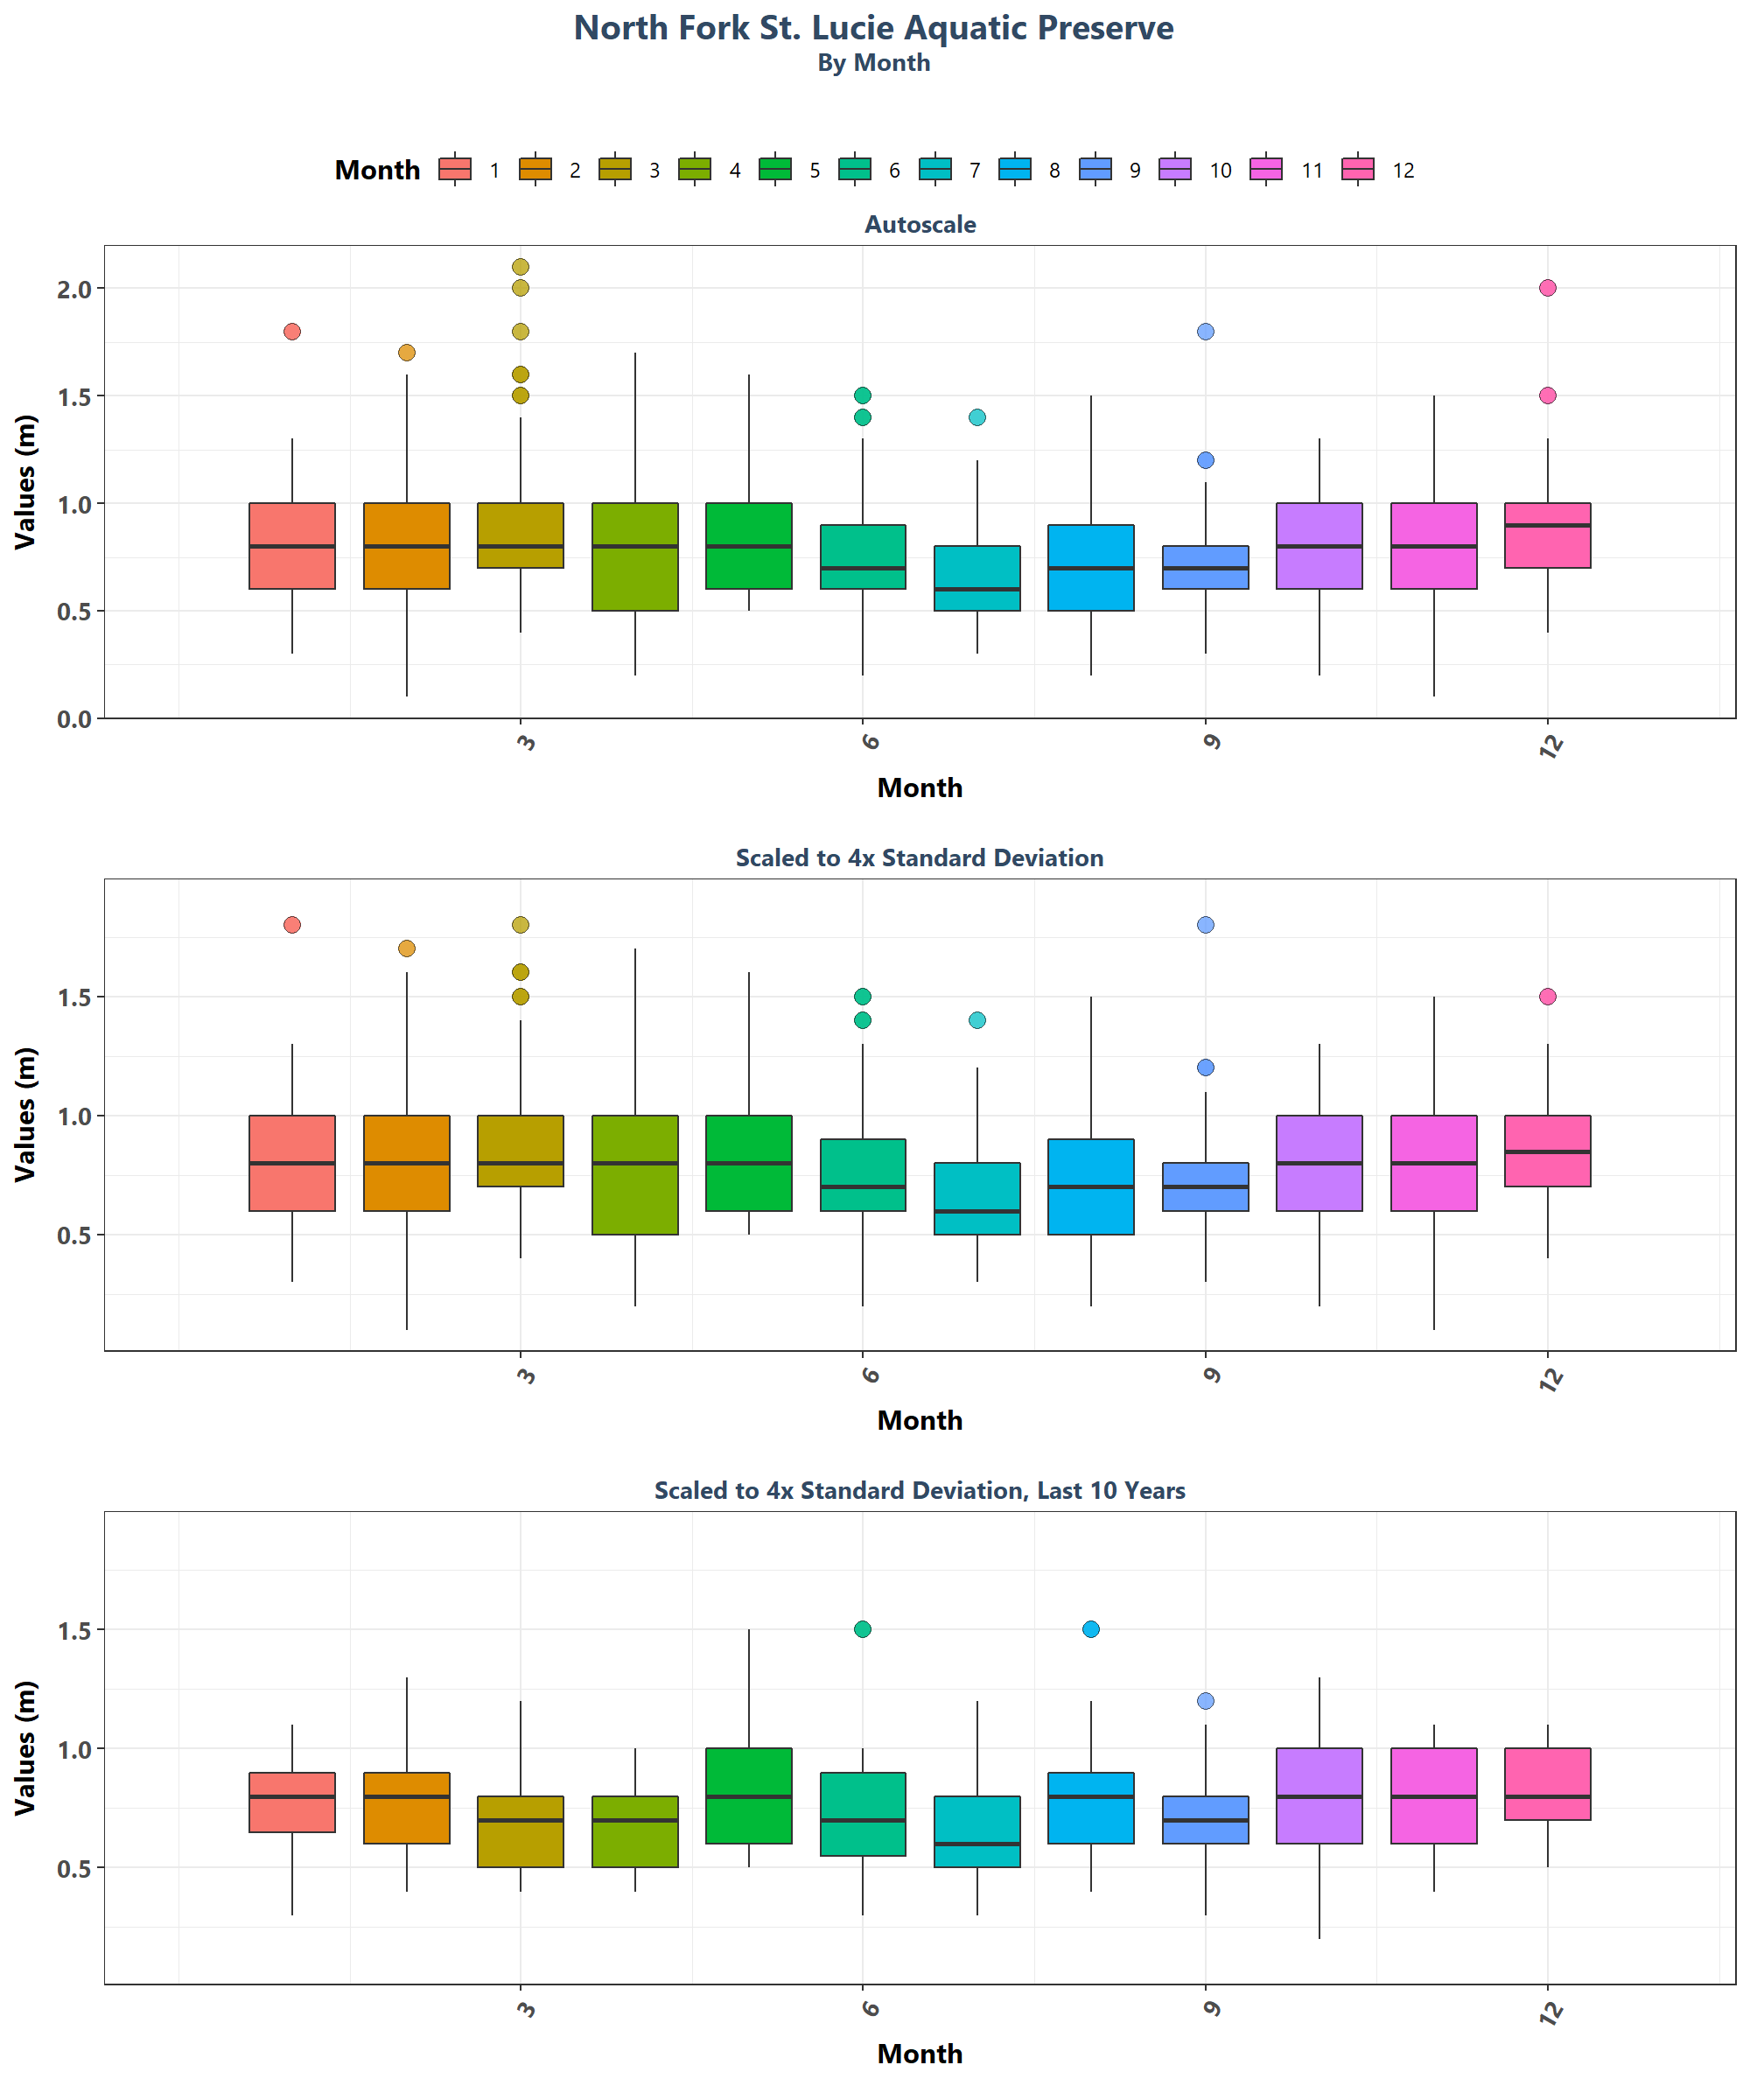 North Fork St. Lucie Aquatic Preserve
By Month
Month 1 2 3 4 5 6 7 8 9 10 11 12
Autoscale
Values (m)
2.0
1.5
1.0
0.5
0.0
3 6 9 12
Month
Scaled to 4x Standard Deviation
Values (m)
1.5
1.0
0.5
3 6 9 12
Month
Scaled to 4x Standard Deviation, Last 10 Years
Values (m)
1.5
1.0
0.5
3 6 9 12
Month